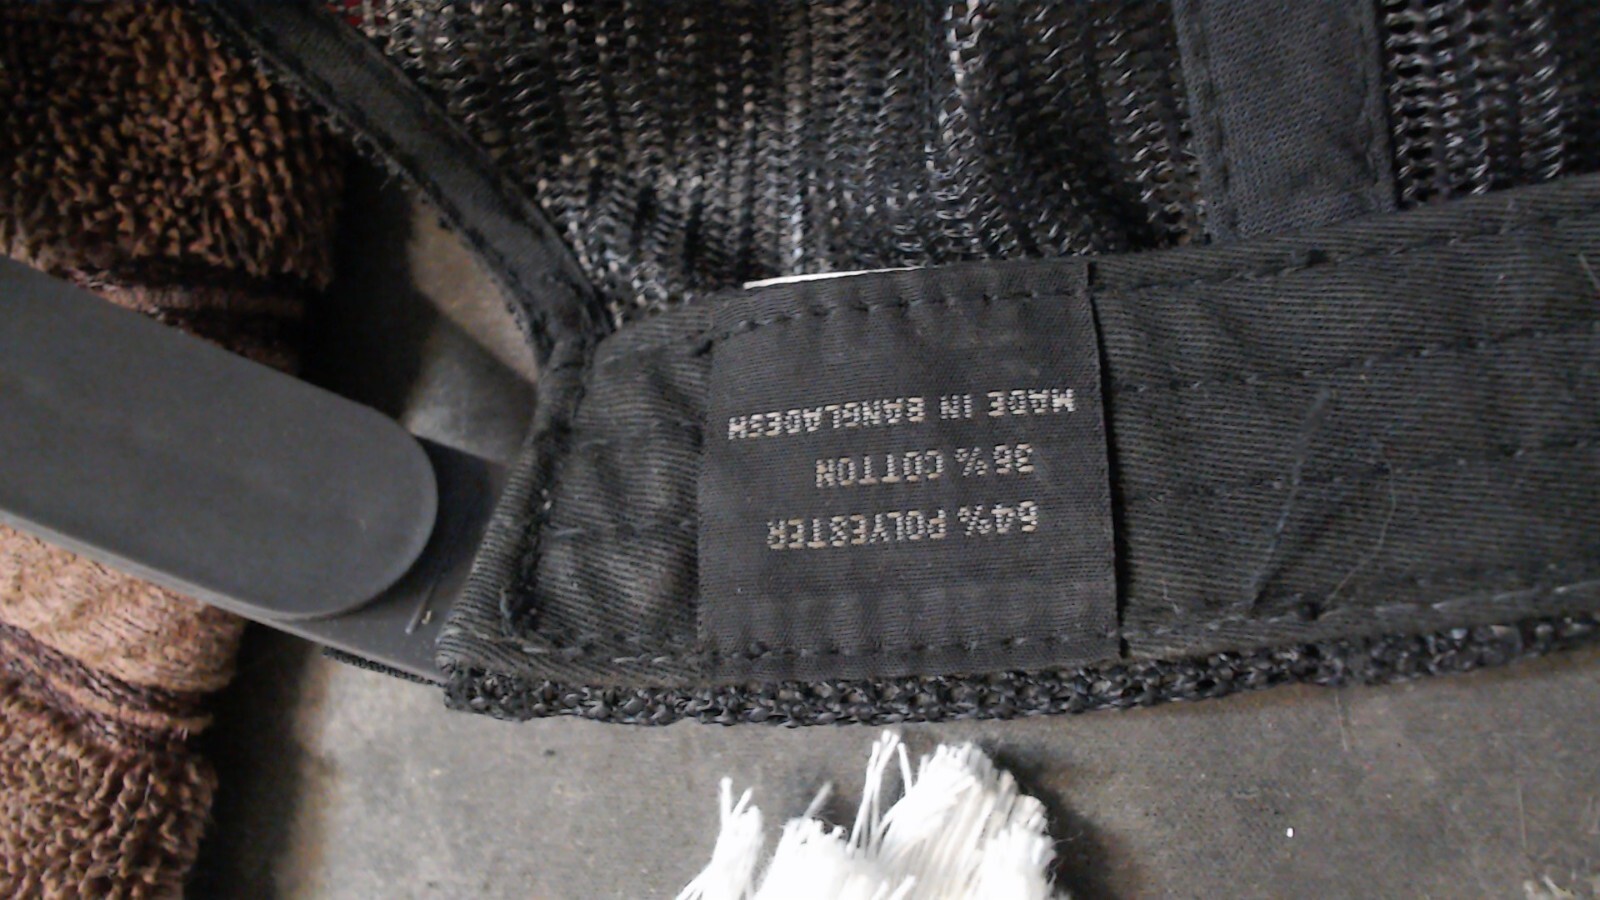 64% POLYESTER
36% COTTON
MADE IN BANGLADESH